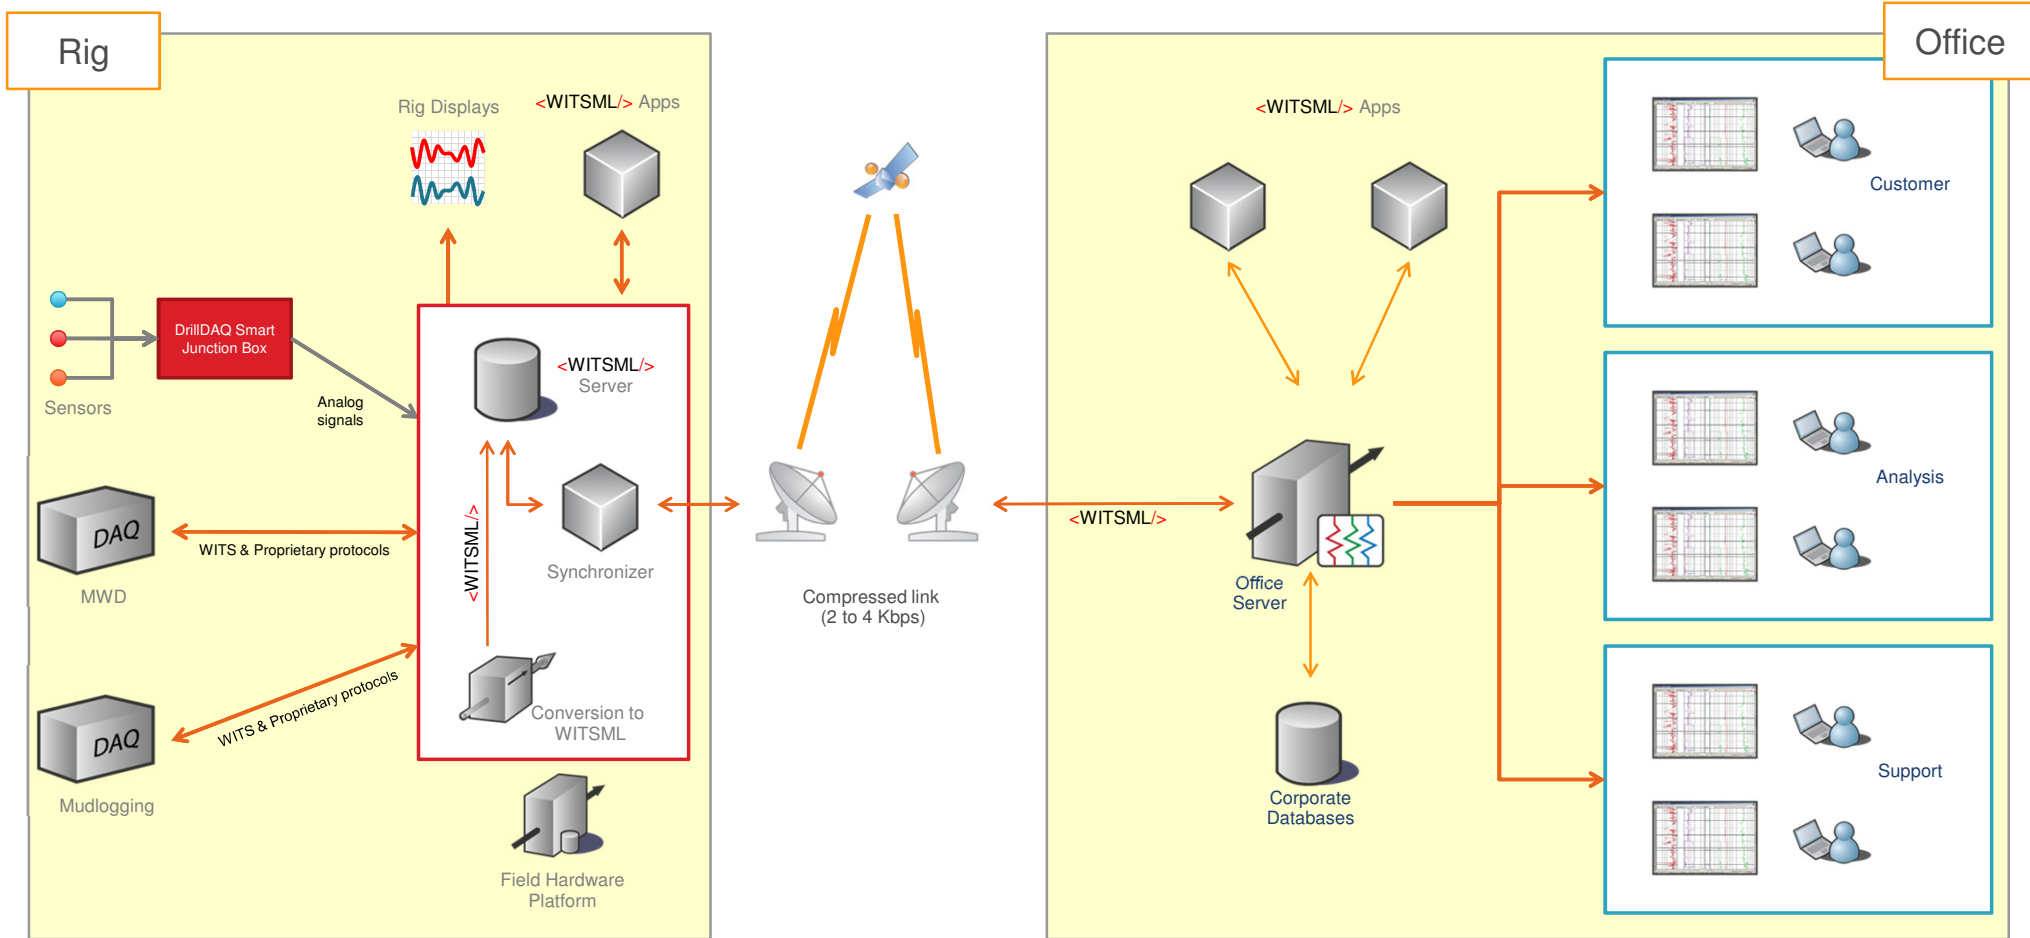 Rig
Office
Rig Displays
<WITSML/> Apps
<WITSML/> Apps
Customer
DrillDAQ Smart
Junction Box
Sensors
Analog
signals
<WITSML/>
Server
DAQ
MWD
WITS & Proprietary protocols
<WITSML/>
Synchronizer
Compressed link
(2 to 4 Kbps)
<WITSML/>
Office
Server
Analysis
DAQ
Mudlogging
WITS & Proprietary protocols
Conversion to
WITSML
Field Hardware
Platform
Corporate
Databases
Support